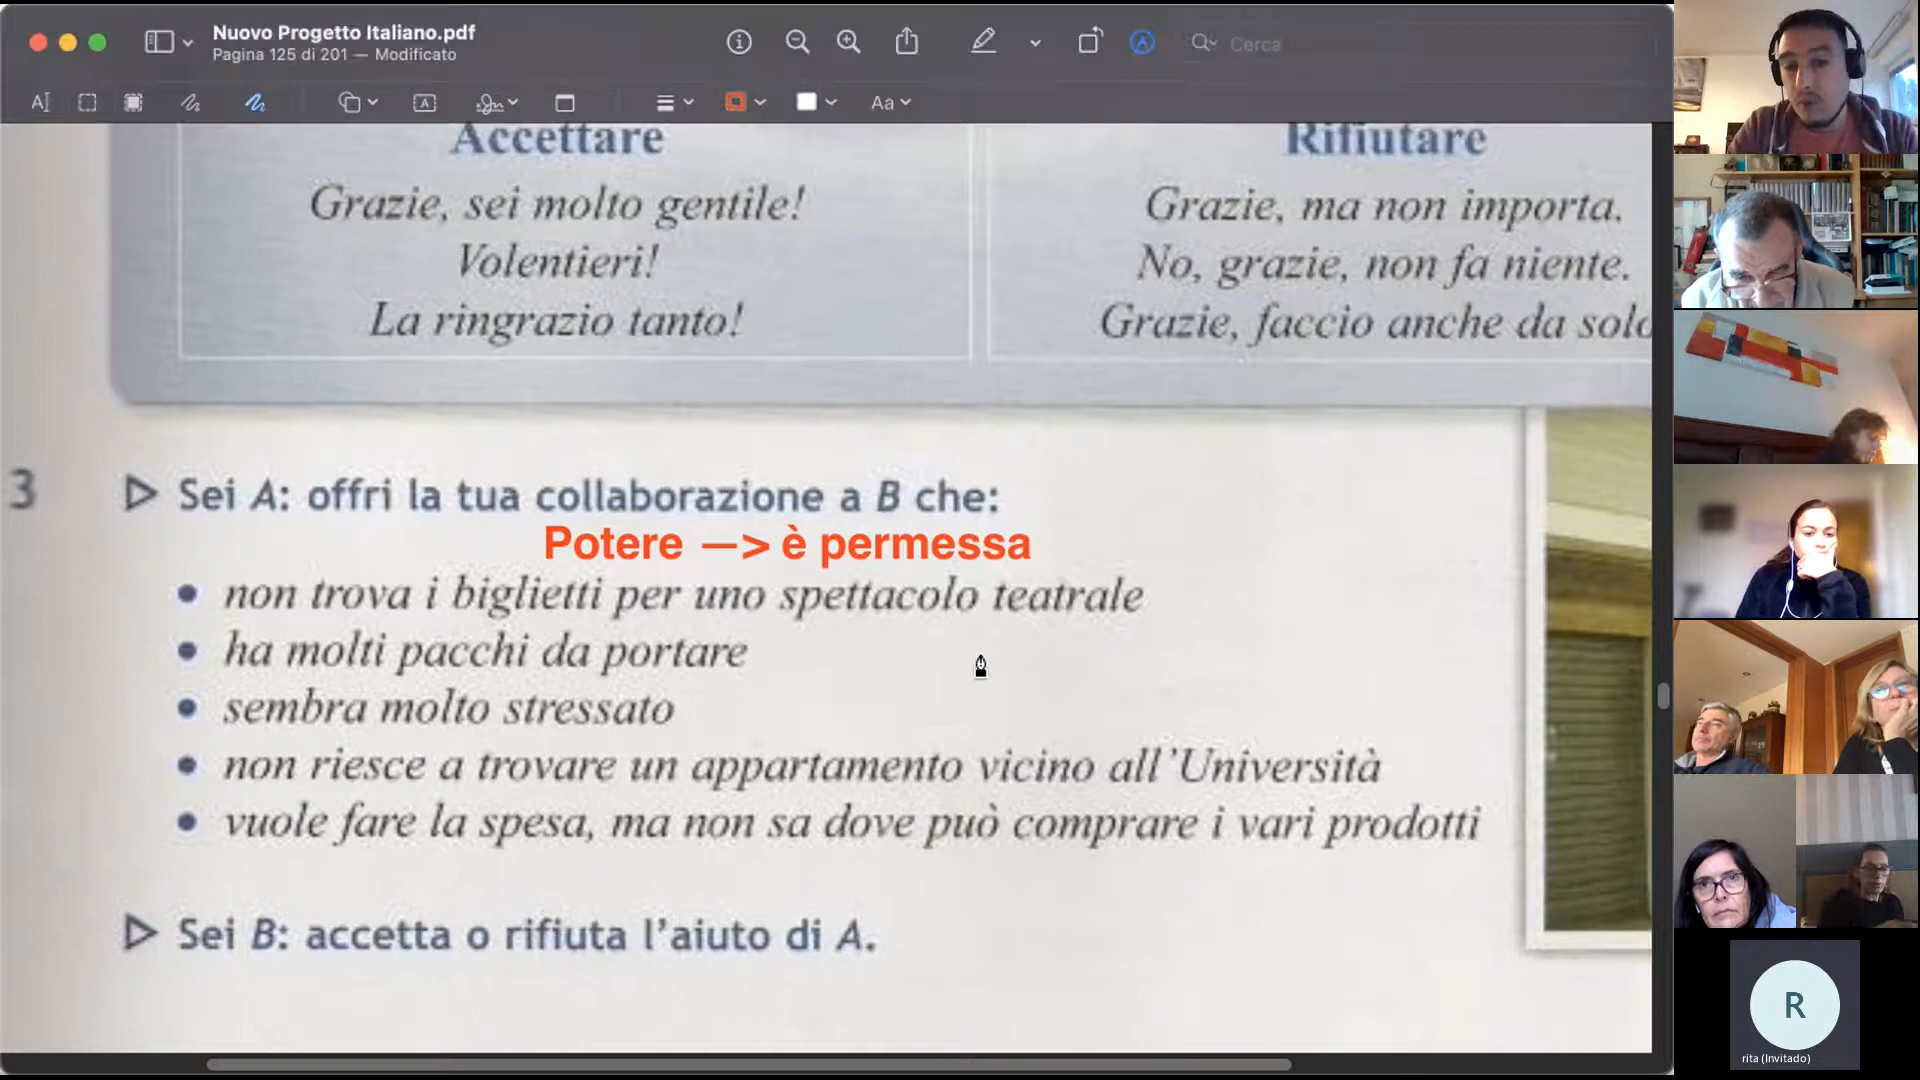 Nuovo Progetto Italiano.pdf
Pagina 125 di 201 — Modificato
Cerca
A
Aa
Accettare
Grazie, sei molto gentile!
Volentieri!
La ringrazio tanto!
Rifiutare
Grazie, ma non importa.
No, grazie, non fa niente.
Grazie, faccio anche da solo
3
Sei A: offri la tua collaborazione a B che:
Potere —> è permessa
non trova i biglietti per uno spettacolo teatrale
ha molti pacchi da portare
sembra molto stressato
non riesce a trovare un appartamento vicino all'Università
vuole fare la spesa, ma non sa dove può comprare i vari prodotti
Sei B: accetta o rifiuta l'aiuto di A.
R
rita (Invitado)